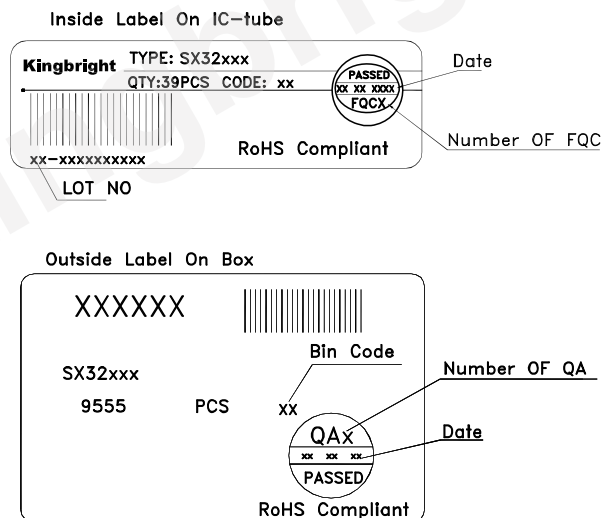 Inside Label On IC-tube
Kingbright
TYPE: SX32xxx
QTY:39PCS CODE: xx
PASSED
xx xx xxxx
FQCX
Date
Number OF FQC
RoHS Compliant
xx-xxxxxxxxxx
LOT NO
Outside Label On Box
XXXXXX
Bin Code
SX32xxx
9555 PCS xx
Number OF QA
QAx
Date
xx xx xx
PASSED
RoHS Compliant